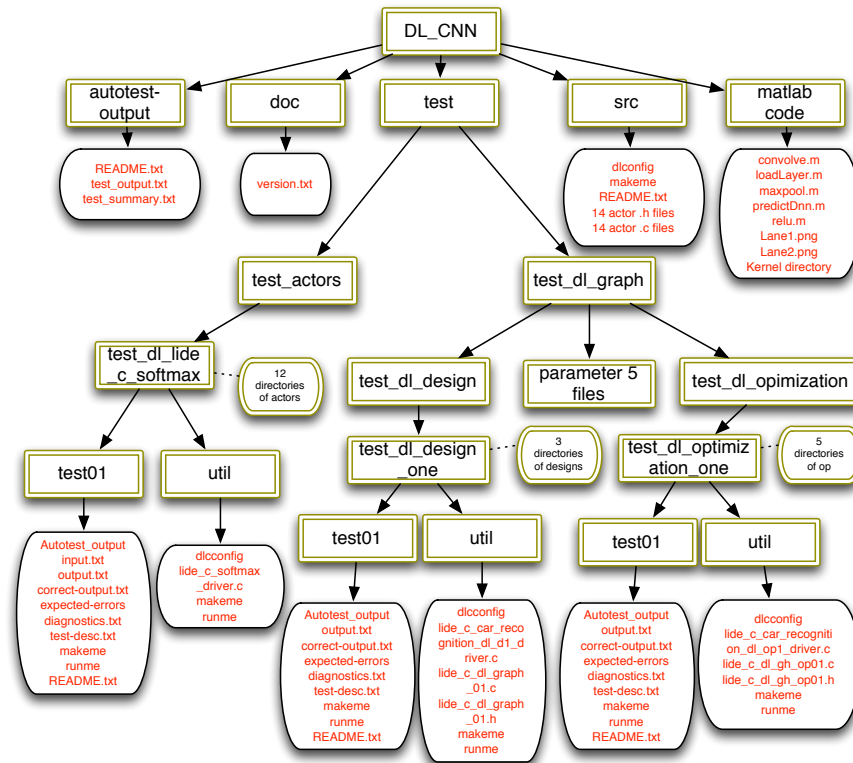 DL_CNN
autotest-
output
doc
test
src
matlab
code
README.txt
test_output.txt
test_summary.txt
version.txt
dlconfig
makeme
README.txt
14 actor .h files
14 actor .c files
convolve.m
loadLayer.m
maxpool.m
predictDnn.m
relu.m
Lane1.png
Lane2.png
Kernel directory
test_actors
test_dl_graph
test_dl_lide
_c_softmax
12
directories
of actors
test_dl_design
parameter 5
files
test_dl_opimization
test_dl_design
_one
3
directories
of designs
test_dl_optimiz
ation_one
5
directories
of op
test01
util
Autotest_output
input.txt
output.txt
correct-output.txt
expected-errors
diagnostics.txt
test-desc.txt
makeme
runme
README.txt
dlcconfig
lide_c_softmax
_driver.c
makeme
runme
test01
util
Autotest_output
output.txt
correct-output.txt
expected-errors
diagnostics.txt
test-desc.txt
makeme
runme
README.txt
dlcconfig
lide_c_car_reco
gnition_dl_d1_d
river.c
lide_c_dl_graph
_01.c
lide_c_dl_graph
_01.h
makeme
runme
test01
util
Autotest_output
output.txt
correct-output.txt
expected-errors
diagnostics.txt
test-desc.txt
makeme
runme
README.txt
dlcconfig
lide_c_car_recogniti
on_dl_op1_driver.c
lide_c_dl_gh_op01.c
lide_c_dl_gh_op01.h
makeme
runme